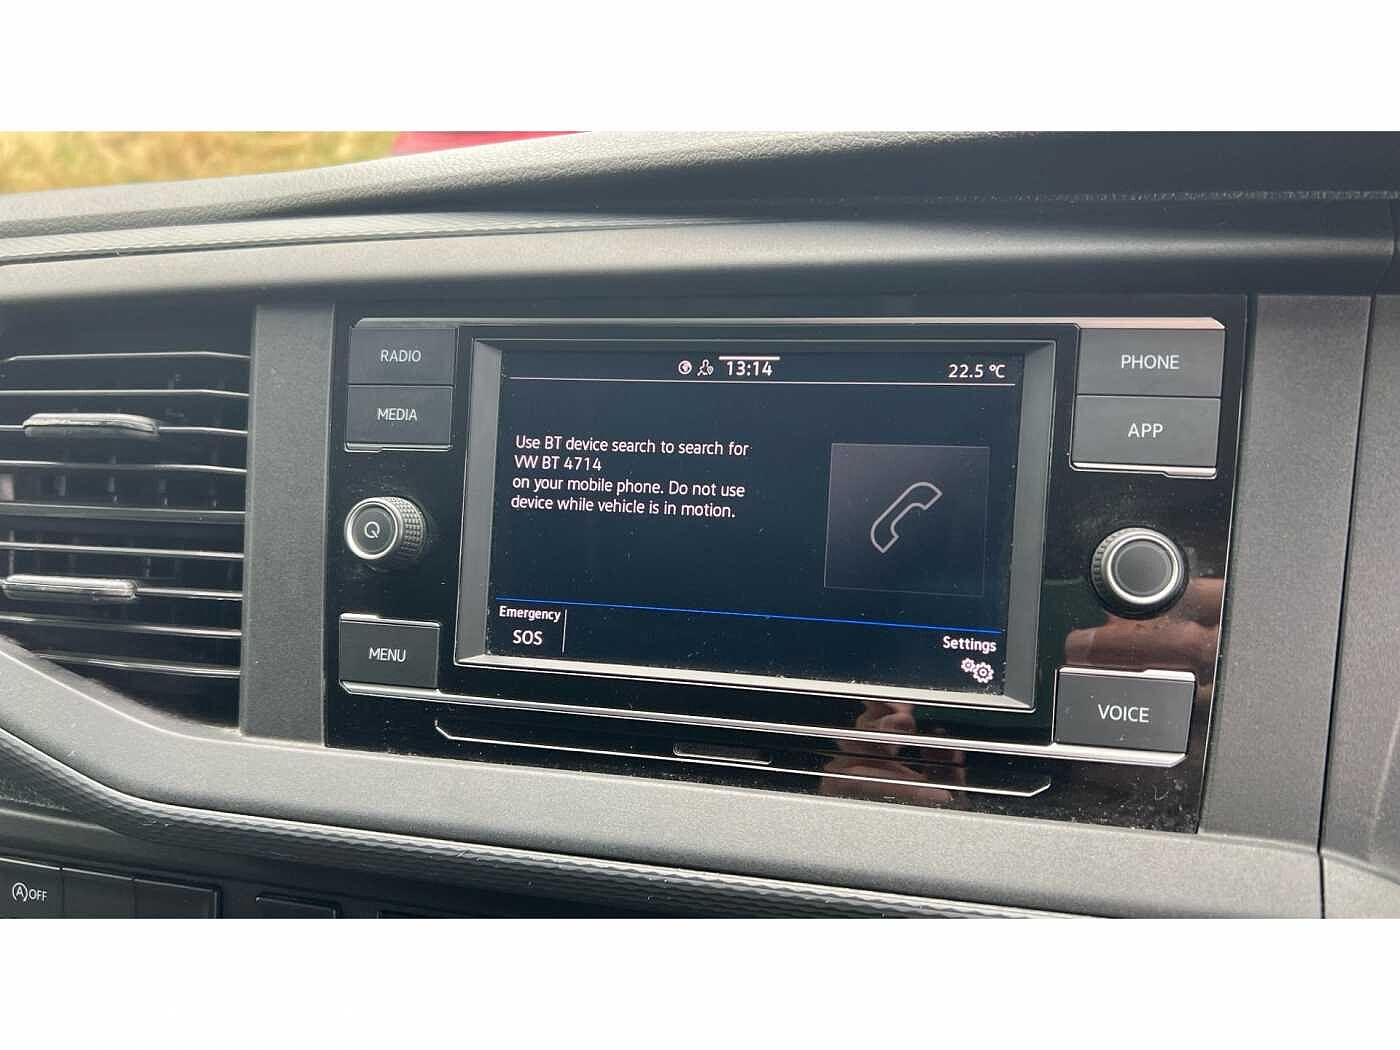 RADIO
MEDIA
13:14
22.5 °C
PHONE
APP
Use BT device search to search for
VW BT 4714
on your mobile phone. Do not use
device while vehicle is in motion.
Emergency
SOS
Settings
MENU
VOICE
A OFF